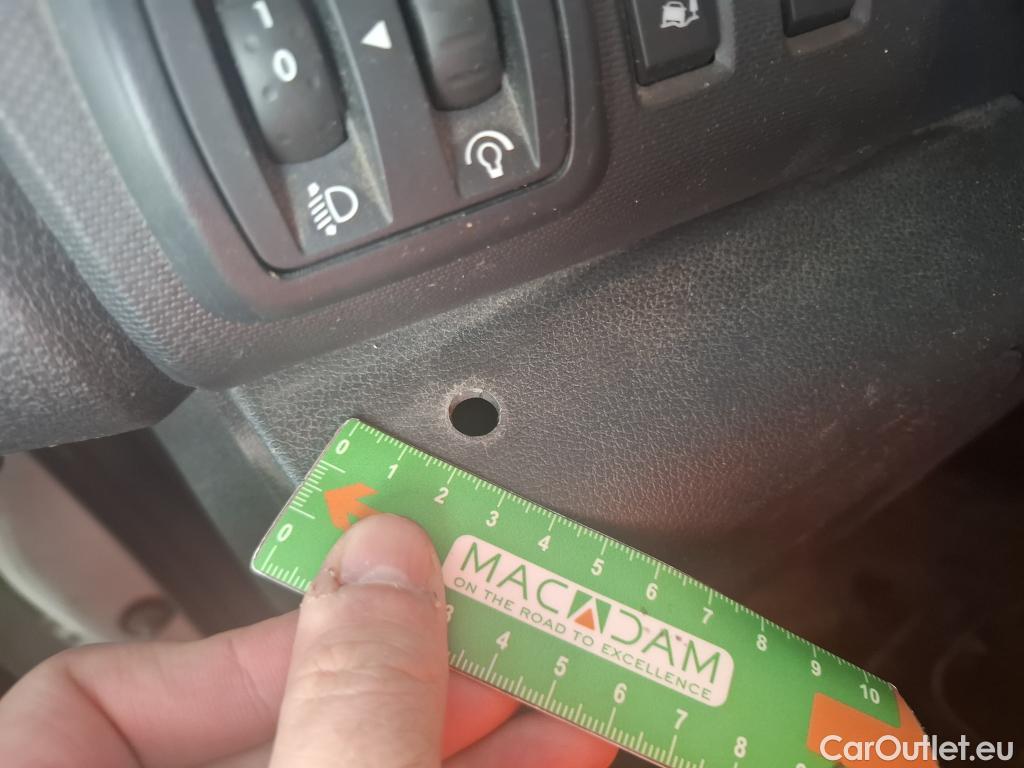 1
0
0 1 2 3 4 5 6 7 8 9 10
0
MACADAM
ON THE ROAD TO EXCELLENCE
4 5 6 7 8
CarOutlet.eu